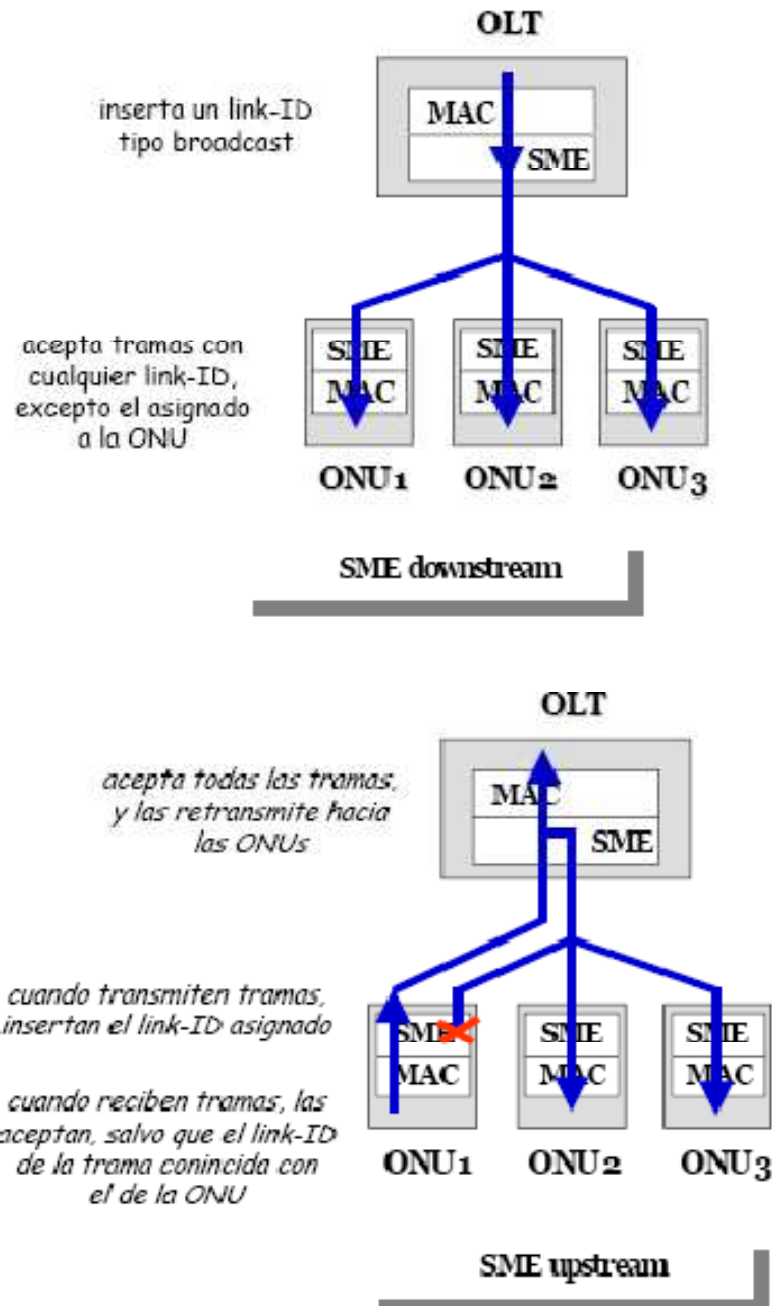 OLT
inserta un link-ID
tipo broadcast
MAC
SME
acepta tramas con
cualquier link-ID,
excepto el asignado
a la ONU
SME
SME
SME
MAC
MAC
MAC
ONU1
ONU2
ONU3
SME downstream
OLT
acepta todas las tramas,
y las retransmite hacia
las ONUs
MAC
SME
cuando transmiten tramas,
insertan el link-ID asignado
SME
SME
SME
MAC
MAC
MAC
cuando reciben tramas, las
aceptan, salvo que el link-ID
de la trama conincida con
el de la ONU
ONU1
ONU2
ONU3
SME upstream